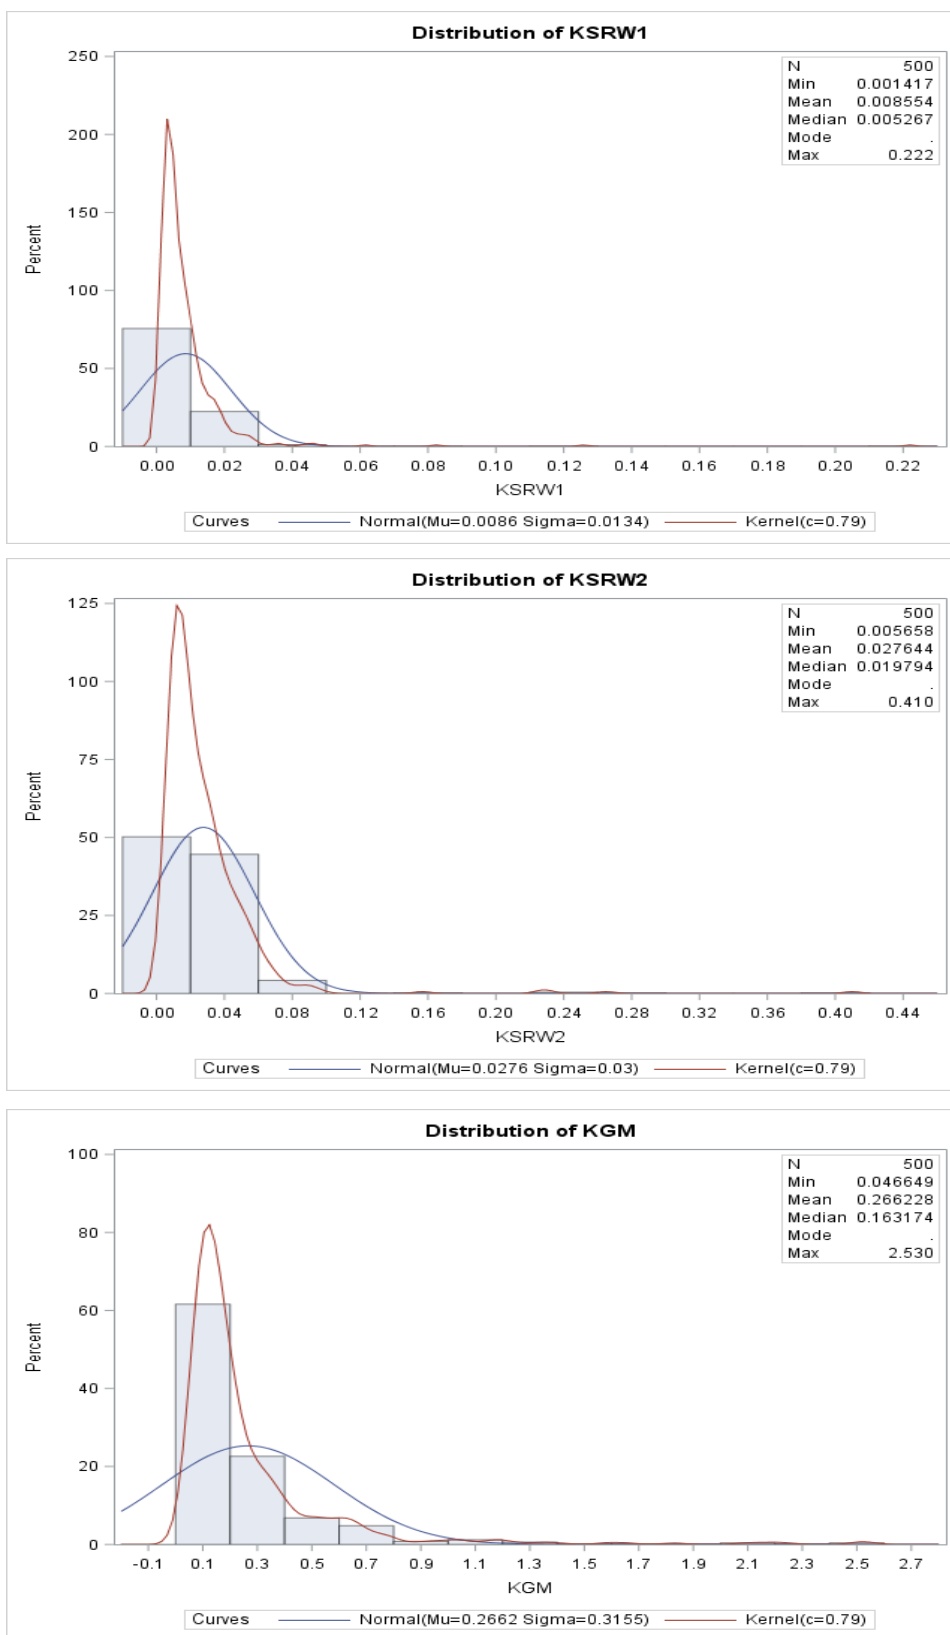 Distribution of KSRW1
250
200
150
100
50
0
Percent
N 500
Min 0.001417
Mean 0.008554
Median 0.005267
Mode .
Max 0.222
0.00 0.02 0.04 0.06 0.08 0.10 0.12 0.14 0.16 0.18 0.20 0.22
KSRW1
Curves Normal(Mu=0.0086 Sigma=0.0134) Kernel(c=0.79)
Distribution of KSRW2
125
100
75
50
25
0
Percent
N 500
Min 0.005658
Mean 0.027644
Median 0.019794
Mode .
Max 0.410
0.00 0.04 0.08 0.12 0.16 0.20 0.24 0.28 0.32 0.36 0.40 0.44
KSRW2
Curves Normal(Mu=0.0276 Sigma=0.03) Kernel(c=0.79)
Distribution of KGM
100
80
60
40
20
0
Percent
N 500
Min 0.046649
Mean 0.266228
Median 0.163174
Mode .
Max 2.530
-0.1 0.1 0.3 0.5 0.7 0.9 1.1 1.3 1.5 1.7 1.9 2.1 2.3 2.5 2.7
KGM
Curves Normal(Mu=0.2662 Sigma=0.3155) Kernel(c=0.79)